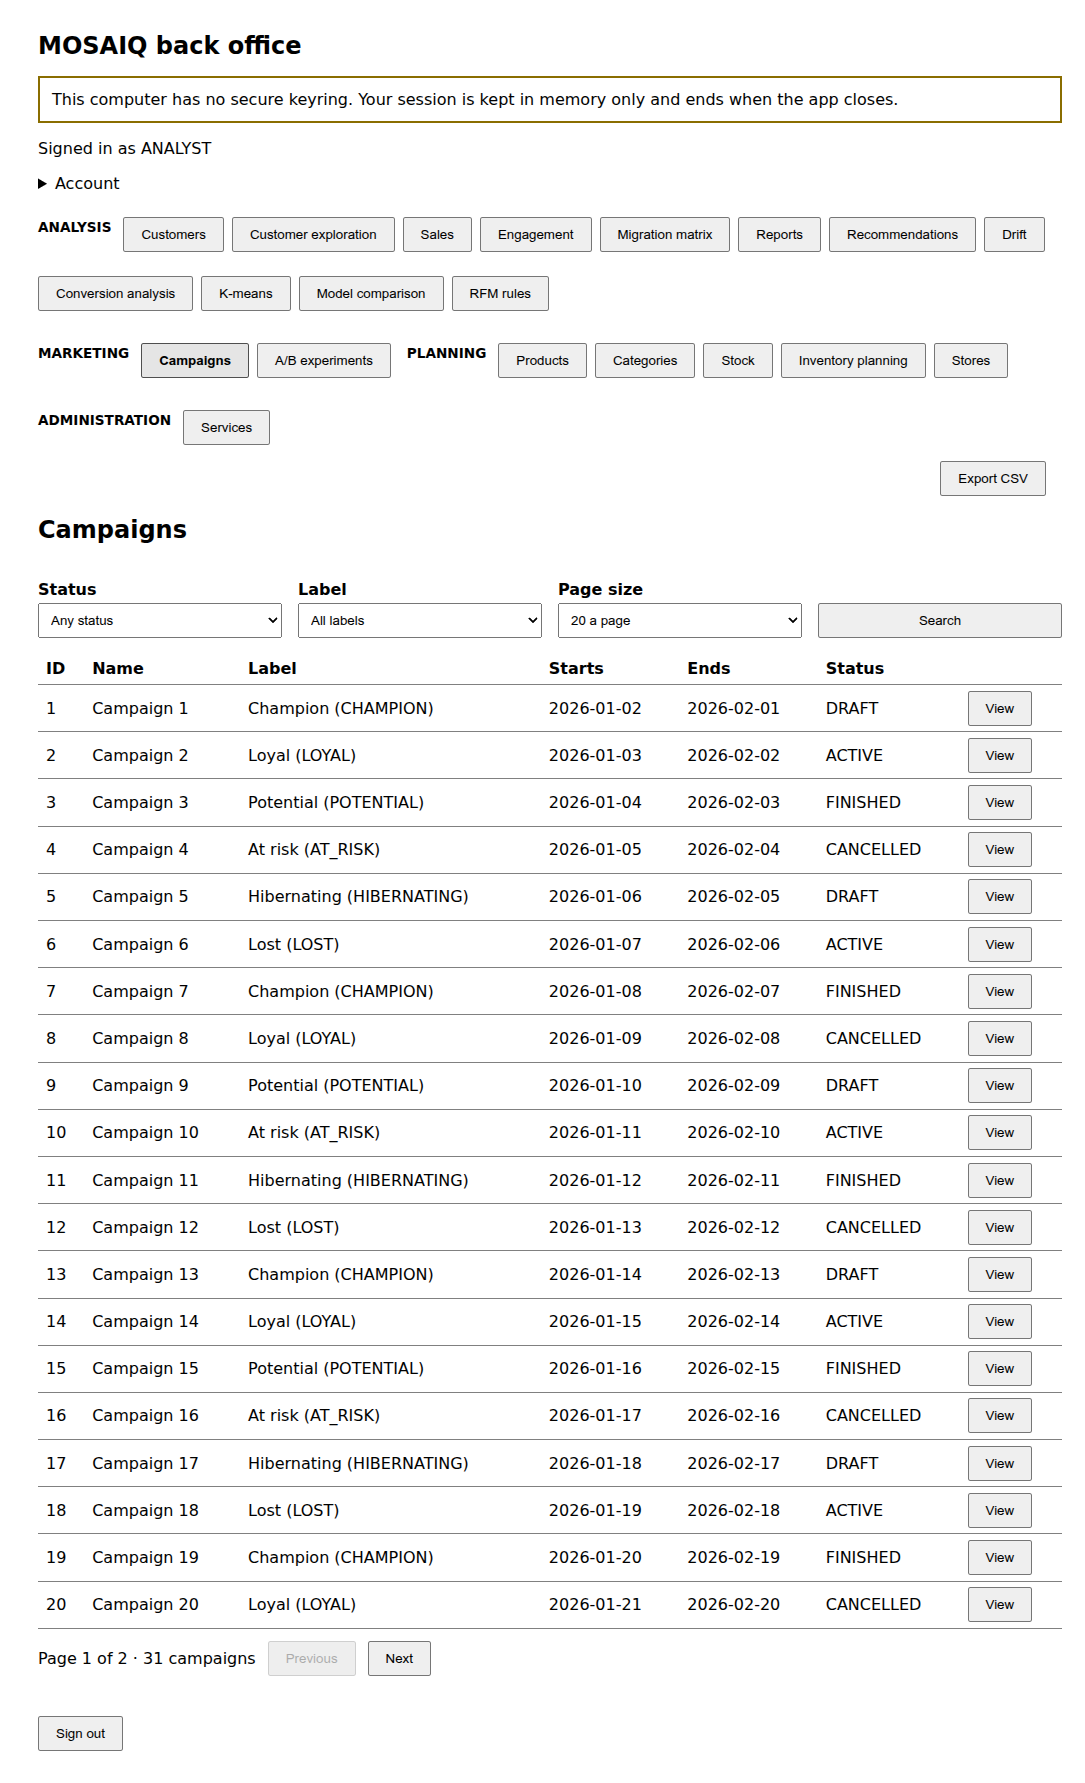 MOSAIQ back office
This computer has no secure keyring. Your session is kept in memory only and ends when the app closes.
Signed in as ANALYST
Account
ANALYSIS Customers Customer exploration Sales Engagement Migration matrix Reports Recommendations Drift
Conversion analysis K-means Model comparison RFM rules
MARKETING Campaigns A/B experiments PLANNING Products Categories Stock Inventory planning Stores
ADMINISTRATION Services
Export CSV
Campaigns
Status Label Page size
Any status All labels 20 a page Search
ID Name Label Starts Ends Status
1 Campaign 1 Champion (CHAMPION) 2026-01-02 2026-02-01 DRAFT View
2 Campaign 2 Loyal (LOYAL) 2026-01-03 2026-02-02 ACTIVE View
3 Campaign 3 Potential (POTENTIAL) 2026-01-04 2026-02-03 FINISHED View
4 Campaign 4 At risk (AT_RISK) 2026-01-05 2026-02-04 CANCELLED View
5 Campaign 5 Hibernating (HIBERNATING) 2026-01-06 2026-02-05 DRAFT View
6 Campaign 6 Lost (LOST) 2026-01-07 2026-02-06 ACTIVE View
7 Campaign 7 Champion (CHAMPION) 2026-01-08 2026-02-07 FINISHED View
8 Campaign 8 Loyal (LOYAL) 2026-01-09 2026-02-08 CANCELLED View
9 Campaign 9 Potential (POTENTIAL) 2026-01-10 2026-02-09 DRAFT View
10 Campaign 10 At risk (AT_RISK) 2026-01-11 2026-02-10 ACTIVE View
11 Campaign 11 Hibernating (HIBERNATING) 2026-01-12 2026-02-11 FINISHED View
12 Campaign 12 Lost (LOST) 2026-01-13 2026-02-12 CANCELLED View
13 Campaign 13 Champion (CHAMPION) 2026-01-14 2026-02-13 DRAFT View
14 Campaign 14 Loyal (LOYAL) 2026-01-15 2026-02-14 ACTIVE View
15 Campaign 15 Potential (POTENTIAL) 2026-01-16 2026-02-15 FINISHED View
16 Campaign 16 At risk (AT_RISK) 2026-01-17 2026-02-16 CANCELLED View
17 Campaign 17 Hibernating (HIBERNATING) 2026-01-18 2026-02-17 DRAFT View
18 Campaign 18 Lost (LOST) 2026-01-19 2026-02-18 ACTIVE View
19 Campaign 19 Champion (CHAMPION) 2026-01-20 2026-02-19 FINISHED View
20 Campaign 20 Loyal (LOYAL) 2026-01-21 2026-02-20 CANCELLED View
Page 1 of 2 · 31 campaigns Previous Next
Sign out